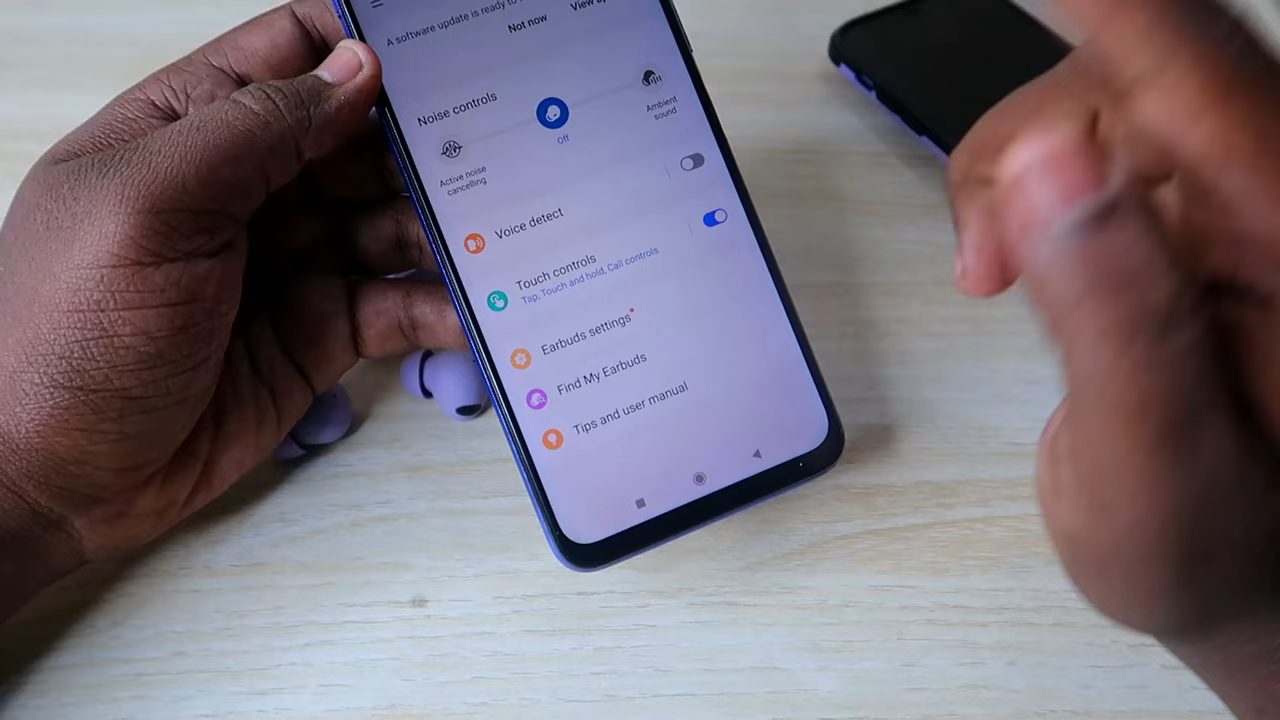 A software update is ready to
Not now
View
Noise controls
Active noise
cancelling
Off
Ambient
sound
Voice detect
Touch controls
Tap, Touch and hold, Call controls
Earbuds settings
Find My Earbuds
Tips and user manual